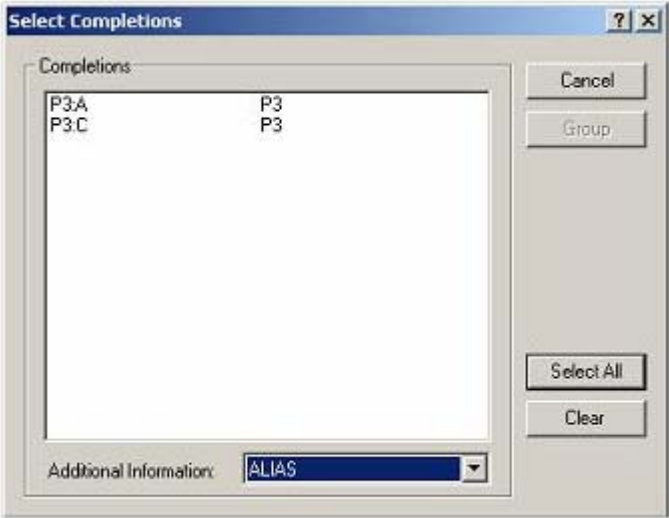 Select Completions
Completions
P3:A P3
P3:C P3
Cancel
Group
Select All
Clear
Additional Information: ALIAS